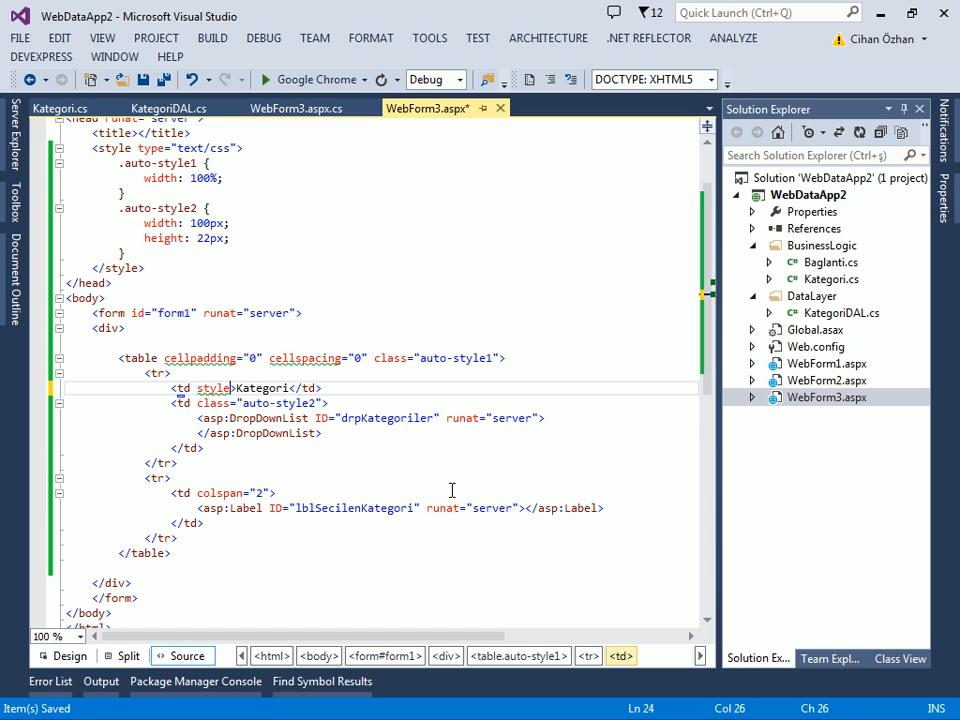 WebDataApp2 - Microsoft Visual Studio
12
Quick Launch (Ctrl+Q)
FILE EDIT VIEW PROJECT BUILD DEBUG TEAM FORMAT TOOLS TEST ARCHITECTURE .NET REFLECTOR ANALYZE
Cihan Özhan
DEVEXPRESS WINDOW HELP
Google Chrome Debug DOCTYPE: XHTML5
Server Explorer
Toolbox
Document Outline
Kategori.cs KategoriDAL.cs WebForm3.aspx.cs WebForm3.aspx*
<head runat="server">
<title></title>
<style type="text/css">
.auto-style1 {
width: 100%;
}
.auto-style2 {
width: 100px;
height: 22px;
}
</style>
</head>
<body>
<form id="form1" runat="server">
<div>
<table cellpadding="0" cellspacing="0" class="auto-style1">
<tr>
<td style>Kategori</td>
<td class="auto-style2">
<asp:DropDownList ID="drpKategoriler" runat="server">
</asp:DropDownList>
</td>
</tr>
<tr>
<td colspan="2">
<asp:Label ID="lblSecilenKategori" runat="server"></asp:Label>
</td>
</tr>
</table>
</div>
</form>
</body>
</html>
100 %
Design Split Source <html> <body> <form#form1> <div> <table.auto-style1> <tr> <td>
Solution Explorer
Search Solution Explorer (Ctrl+ş)
Solution 'WebDataApp2' (1 project)
WebDataApp2
Properties
References
BusinessLogic
Baglanti.cs
Kategori.cs
DataLayer
KategoriDAL.cs
Global.asax
Web.config
WebForm1.aspx
WebForm2.aspx
WebForm3.aspx
Solution Ex... Team Expl... Class View
Notifications
Properties
Error List Output Package Manager Console Find Symbol Results
Item(s) Saved Ln 24 Col 26 Ch 26 INS